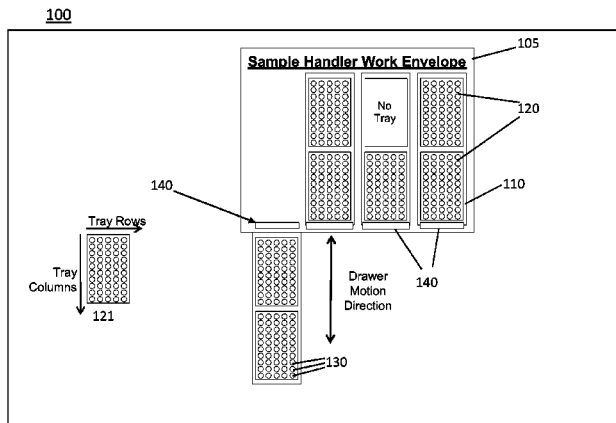 100
105
Sample Handler Work Envelope
No
Tray
120
110
140
Tray Rows
Tray
Columns
121
140
Drawer
Motion
Direction
130